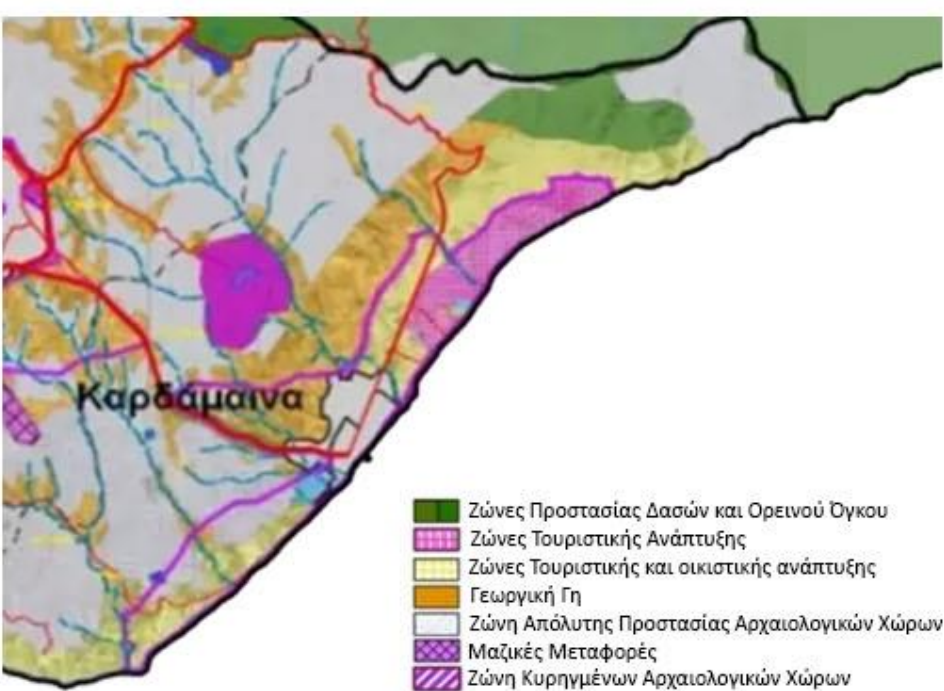 Καρδάμαινα
Ζώνες Προστασίας Δασών και Ορεινού Όγκου
Ζώνες Τουριστικής Ανάπτυξης
Ζώνες Τουριστικής και οικιστικής ανάπτυξης
Γεωργική Γη
Ζώνη Απόλυτης Προστασίας Αρχαιολογικών Χώρων
Μαζικές Μεταφορές
Ζώνη Κυρηγμένων Αρχαιολογικών Χώρων